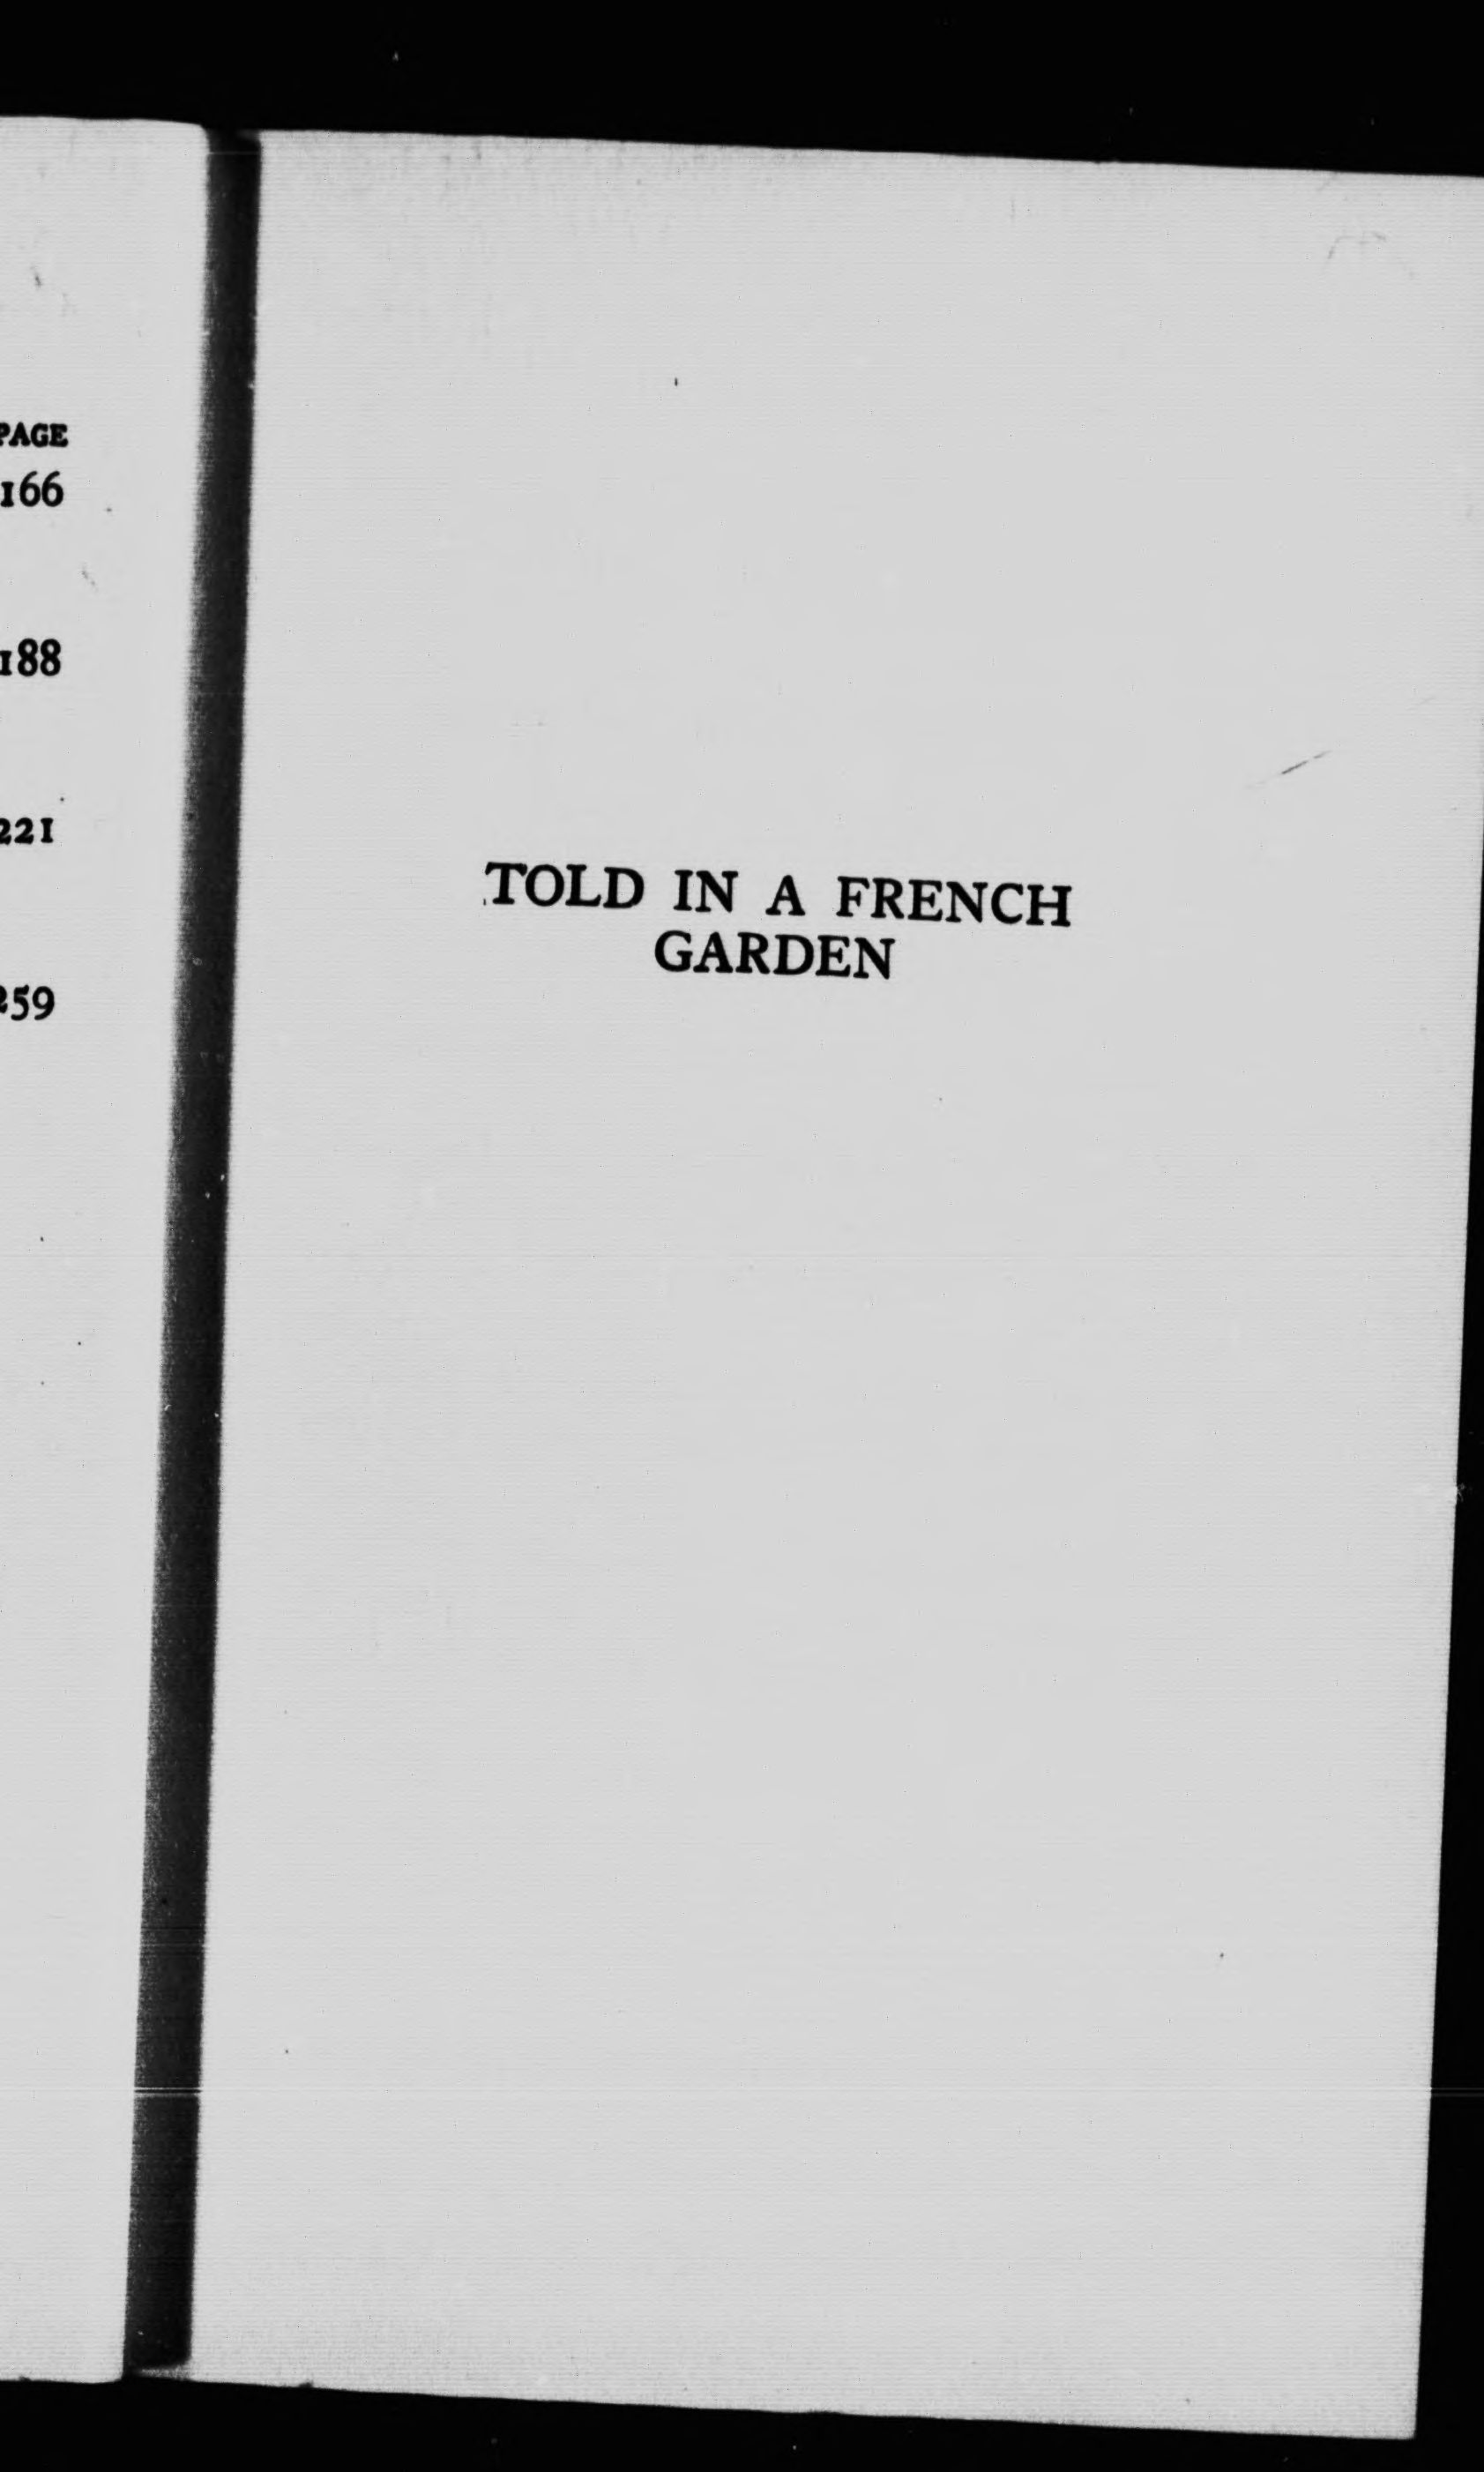 PAGE
166
188
221
259
TOLD IN A FRENCH
GARDEN